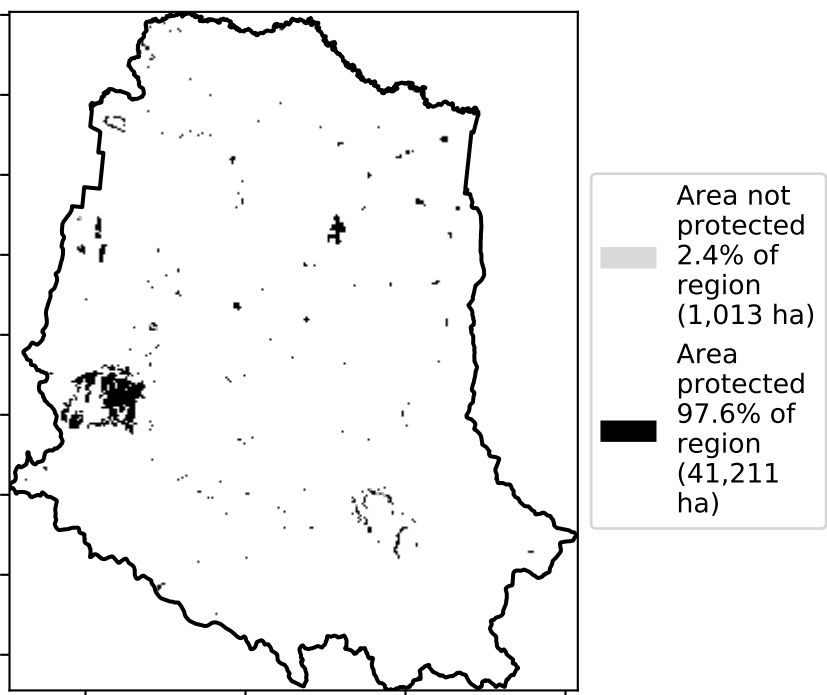 Area not
protected
2.4% of
region
(1,013 ha)
Area
protected
97.6% of
region
(41,211
ha)